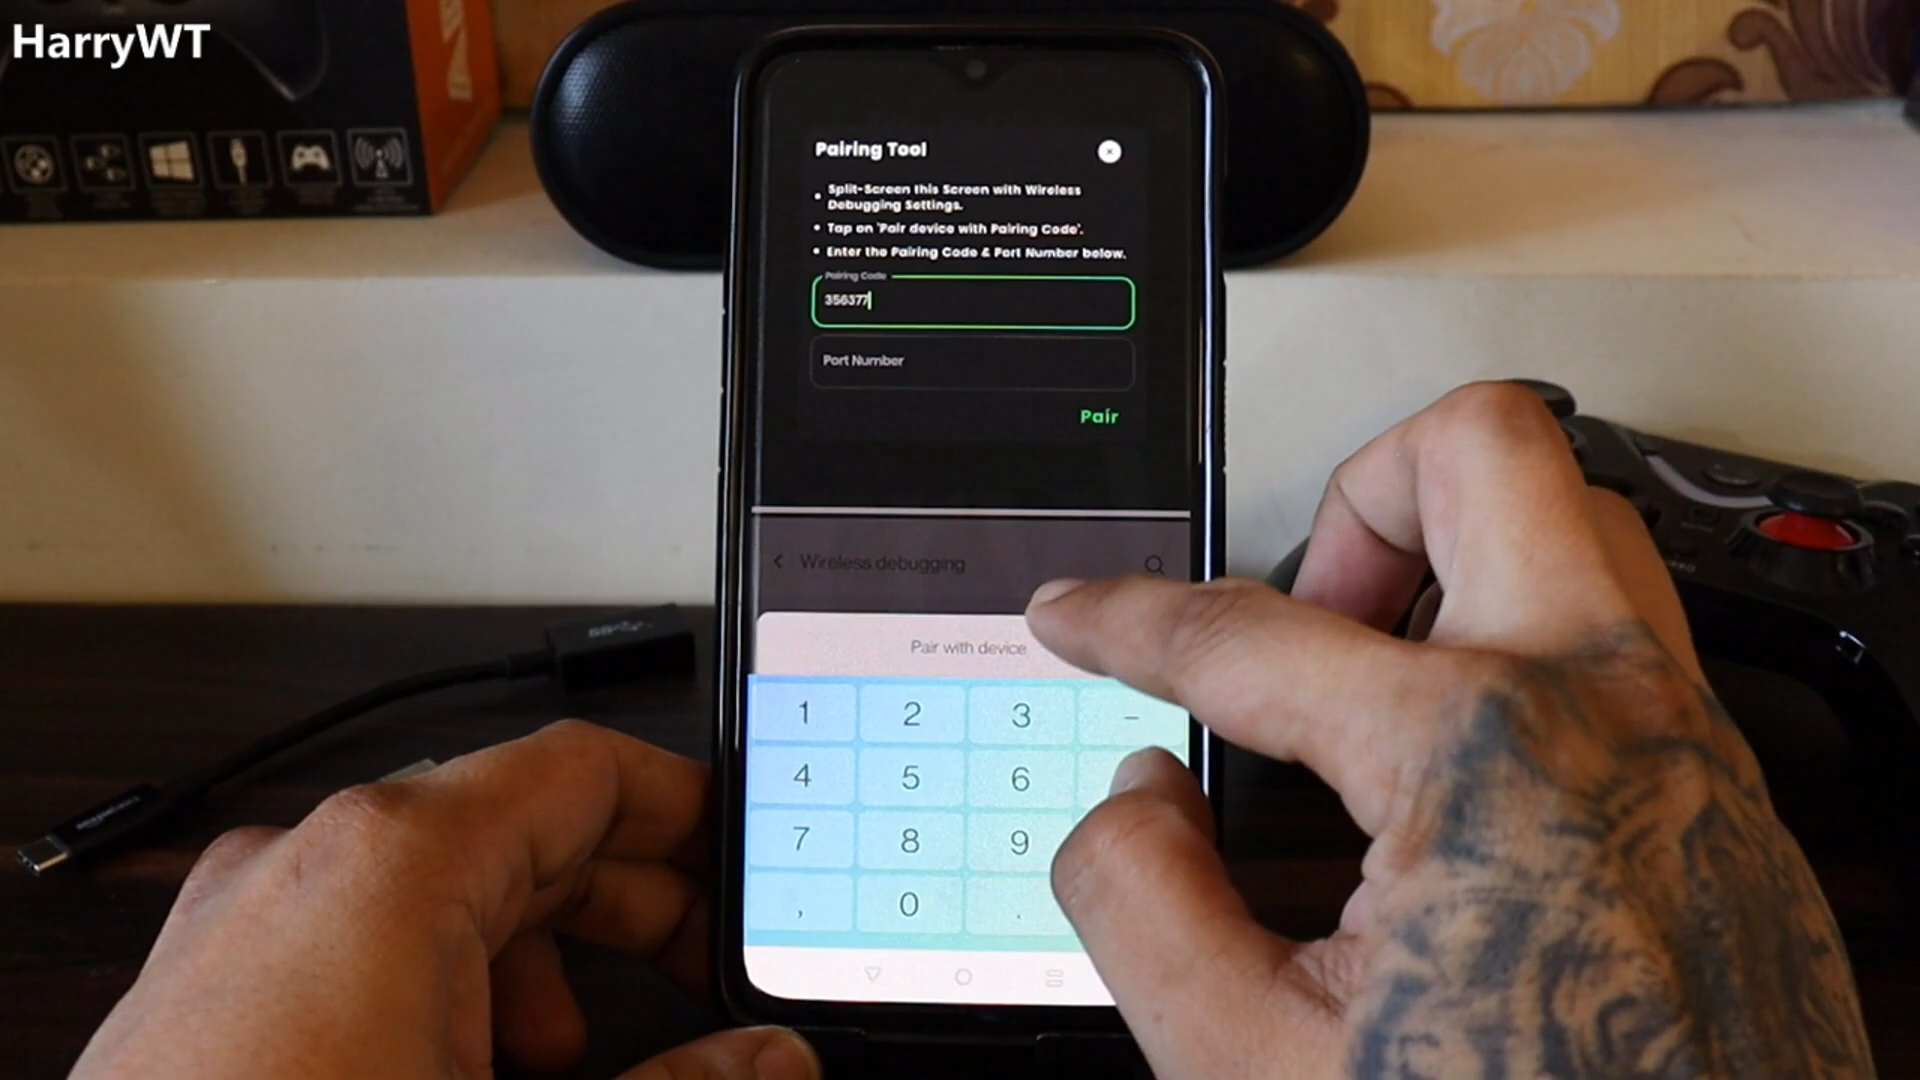 HarryWT
Pairing Tool
• Split-Screen this Screen with Wireless
Debugging Settings.
• Tap on 'Pair device with Pairing Code'.
• Enter the Pairing Code & Port Number below.
Pairing Code
356377
Port Number
Pair
Wireless debugging
Pair with device
1 2 3 –
4 5 6
7 8 9
, 0 .